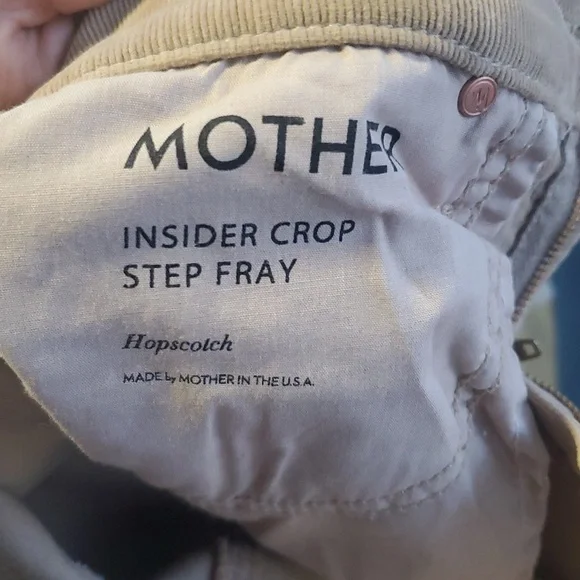 MOTHER
INSIDER CROP
STEP FRAY
Hopscotch
MADE by MOTHER IN THE U.S.A.